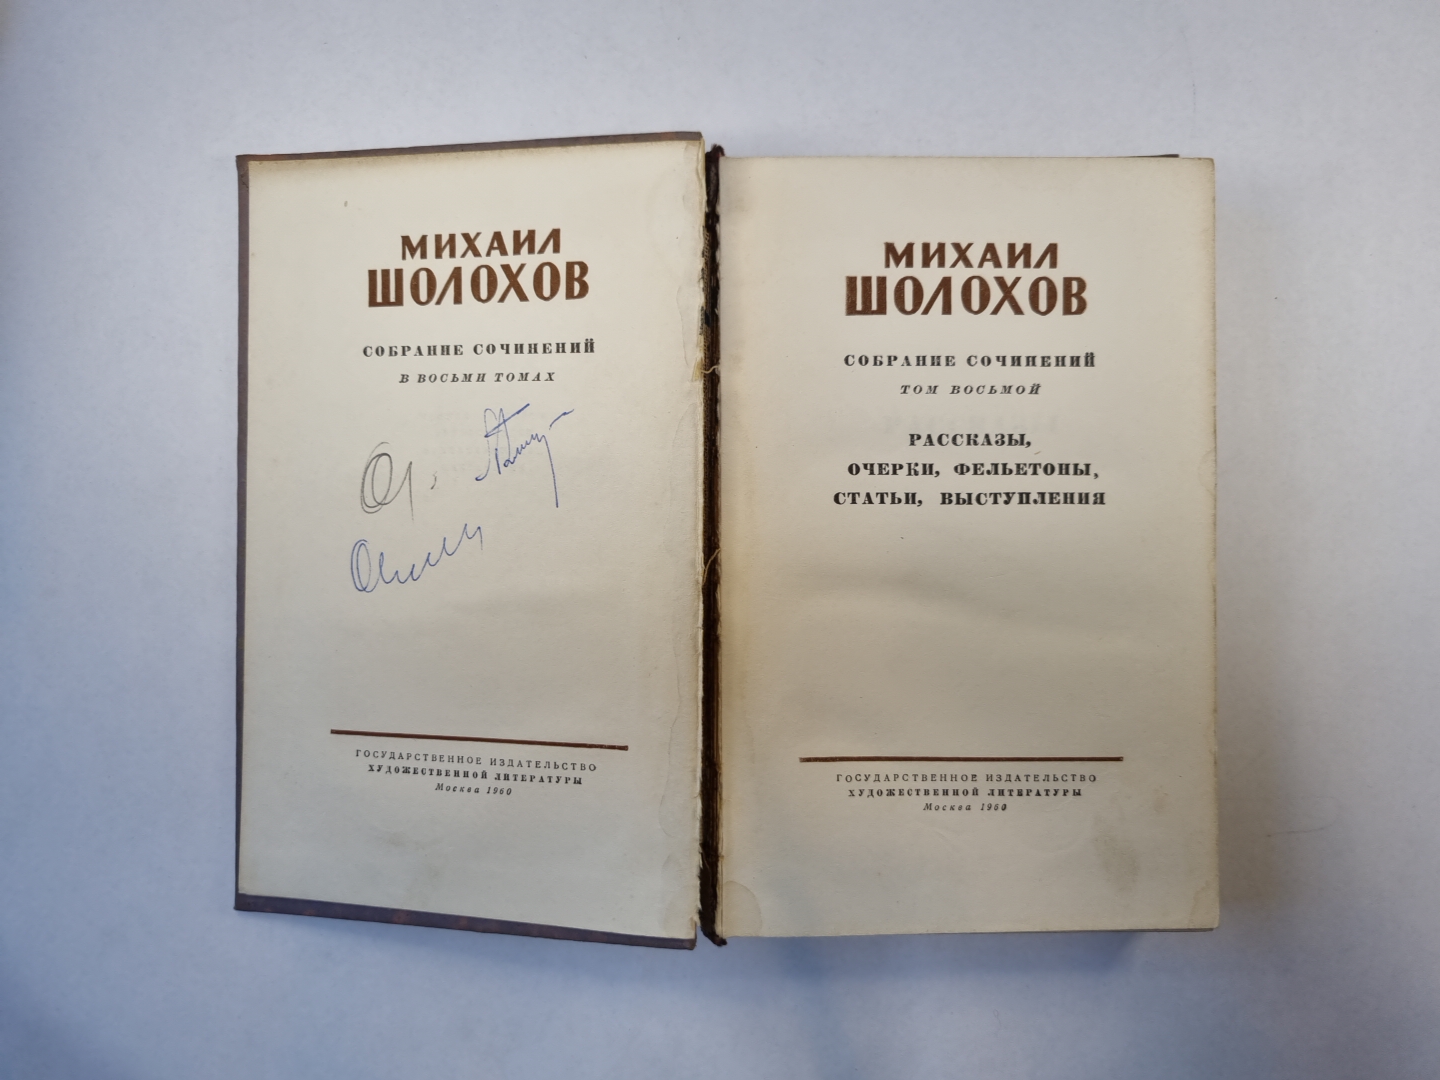 МИХАИЛ
ШОЛОХОВ
СОБРАНИЕ СОЧИНЕНИЙ
В ВОСЬМИ ТОМАХ
ГОСУДАРСТВЕННОЕ ИЗДАТЕЛЬСТВО
ХУДОЖЕСТВЕННОЙ ЛИТЕРАТУРЫ
Москва 1960
МИХАИЛ
ШОЛОХОВ
СОБРАНИЕ СОЧИНЕНИЙ
ТОМ ВОСЬМОЙ
РАССКАЗЫ,
ОЧЕРКИ, ФЕЛЬЕТОНЫ,
СТАТЬИ, ВЫСТУПЛЕНИЯ
ГОСУДАРСТВЕННОЕ ИЗДАТЕЛЬСТВО
ХУДОЖЕСТВЕННОЙ ЛИТЕРАТУРЫ
Москва 1960